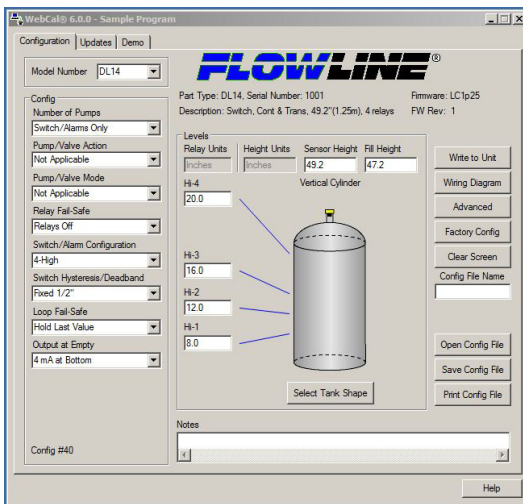 WebCal® 6.0.0 - Sample Program
Configuration Updates Demo
Model Number DL14
FLOWLINE®
Part Type: DL14, Serial Number: 1001 Firmware: LC1p25
Description: Switch, Cont & Trans, 49.2"(1.25m), 4 relays FW Rev: 1
Config
Number of Pumps
Switch/Alarms Only
Pump/Valve Action
Not Applicable
Pump/Valve Mode
Not Applicable
Relay Fail-Safe
Relays Off
Switch/Alarm Configuration
4-High
Switch Hysteresis/Deadband
Fixed 1/2"
Loop Fail-Safe
Hold Last Value
Output at Empty
4 mA at Bottom
Config #40
Levels
Relay Units Height Units Sensor Height Fill Height
Inches Inches 49.2 47.2
Vertical Cylinder
Hi-4
20.0
Hi-3
16.0
Hi-2
12.0
Hi-1
8.0
Select Tank Shape
Notes
Write to Unit
Wiring Diagram
Advanced
Factory Config
Clear Screen
Config File Name
Open Config File
Save Config File
Print Config File
Help